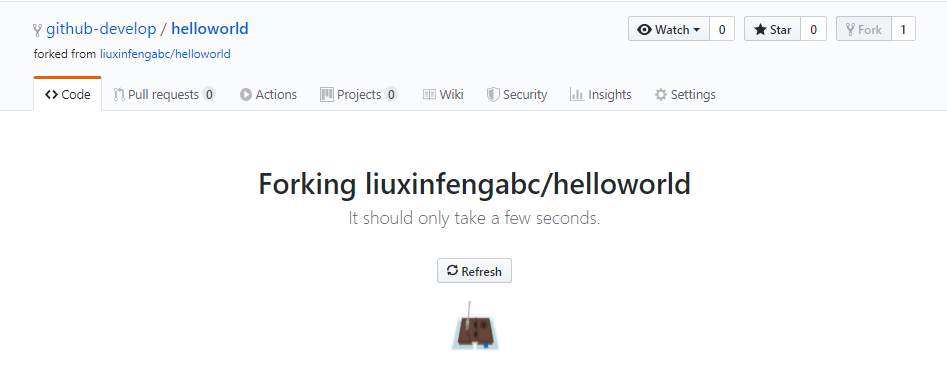 github-develop / helloworld
Watch 0 Star 0 Fork 1
forked from liuxinfengabc/helloworld
Code Pull requests 0 Actions Projects 0 Wiki Security Insights Settings
Forking liuxinfengabc/helloworld
It should only take a few seconds.
Refresh